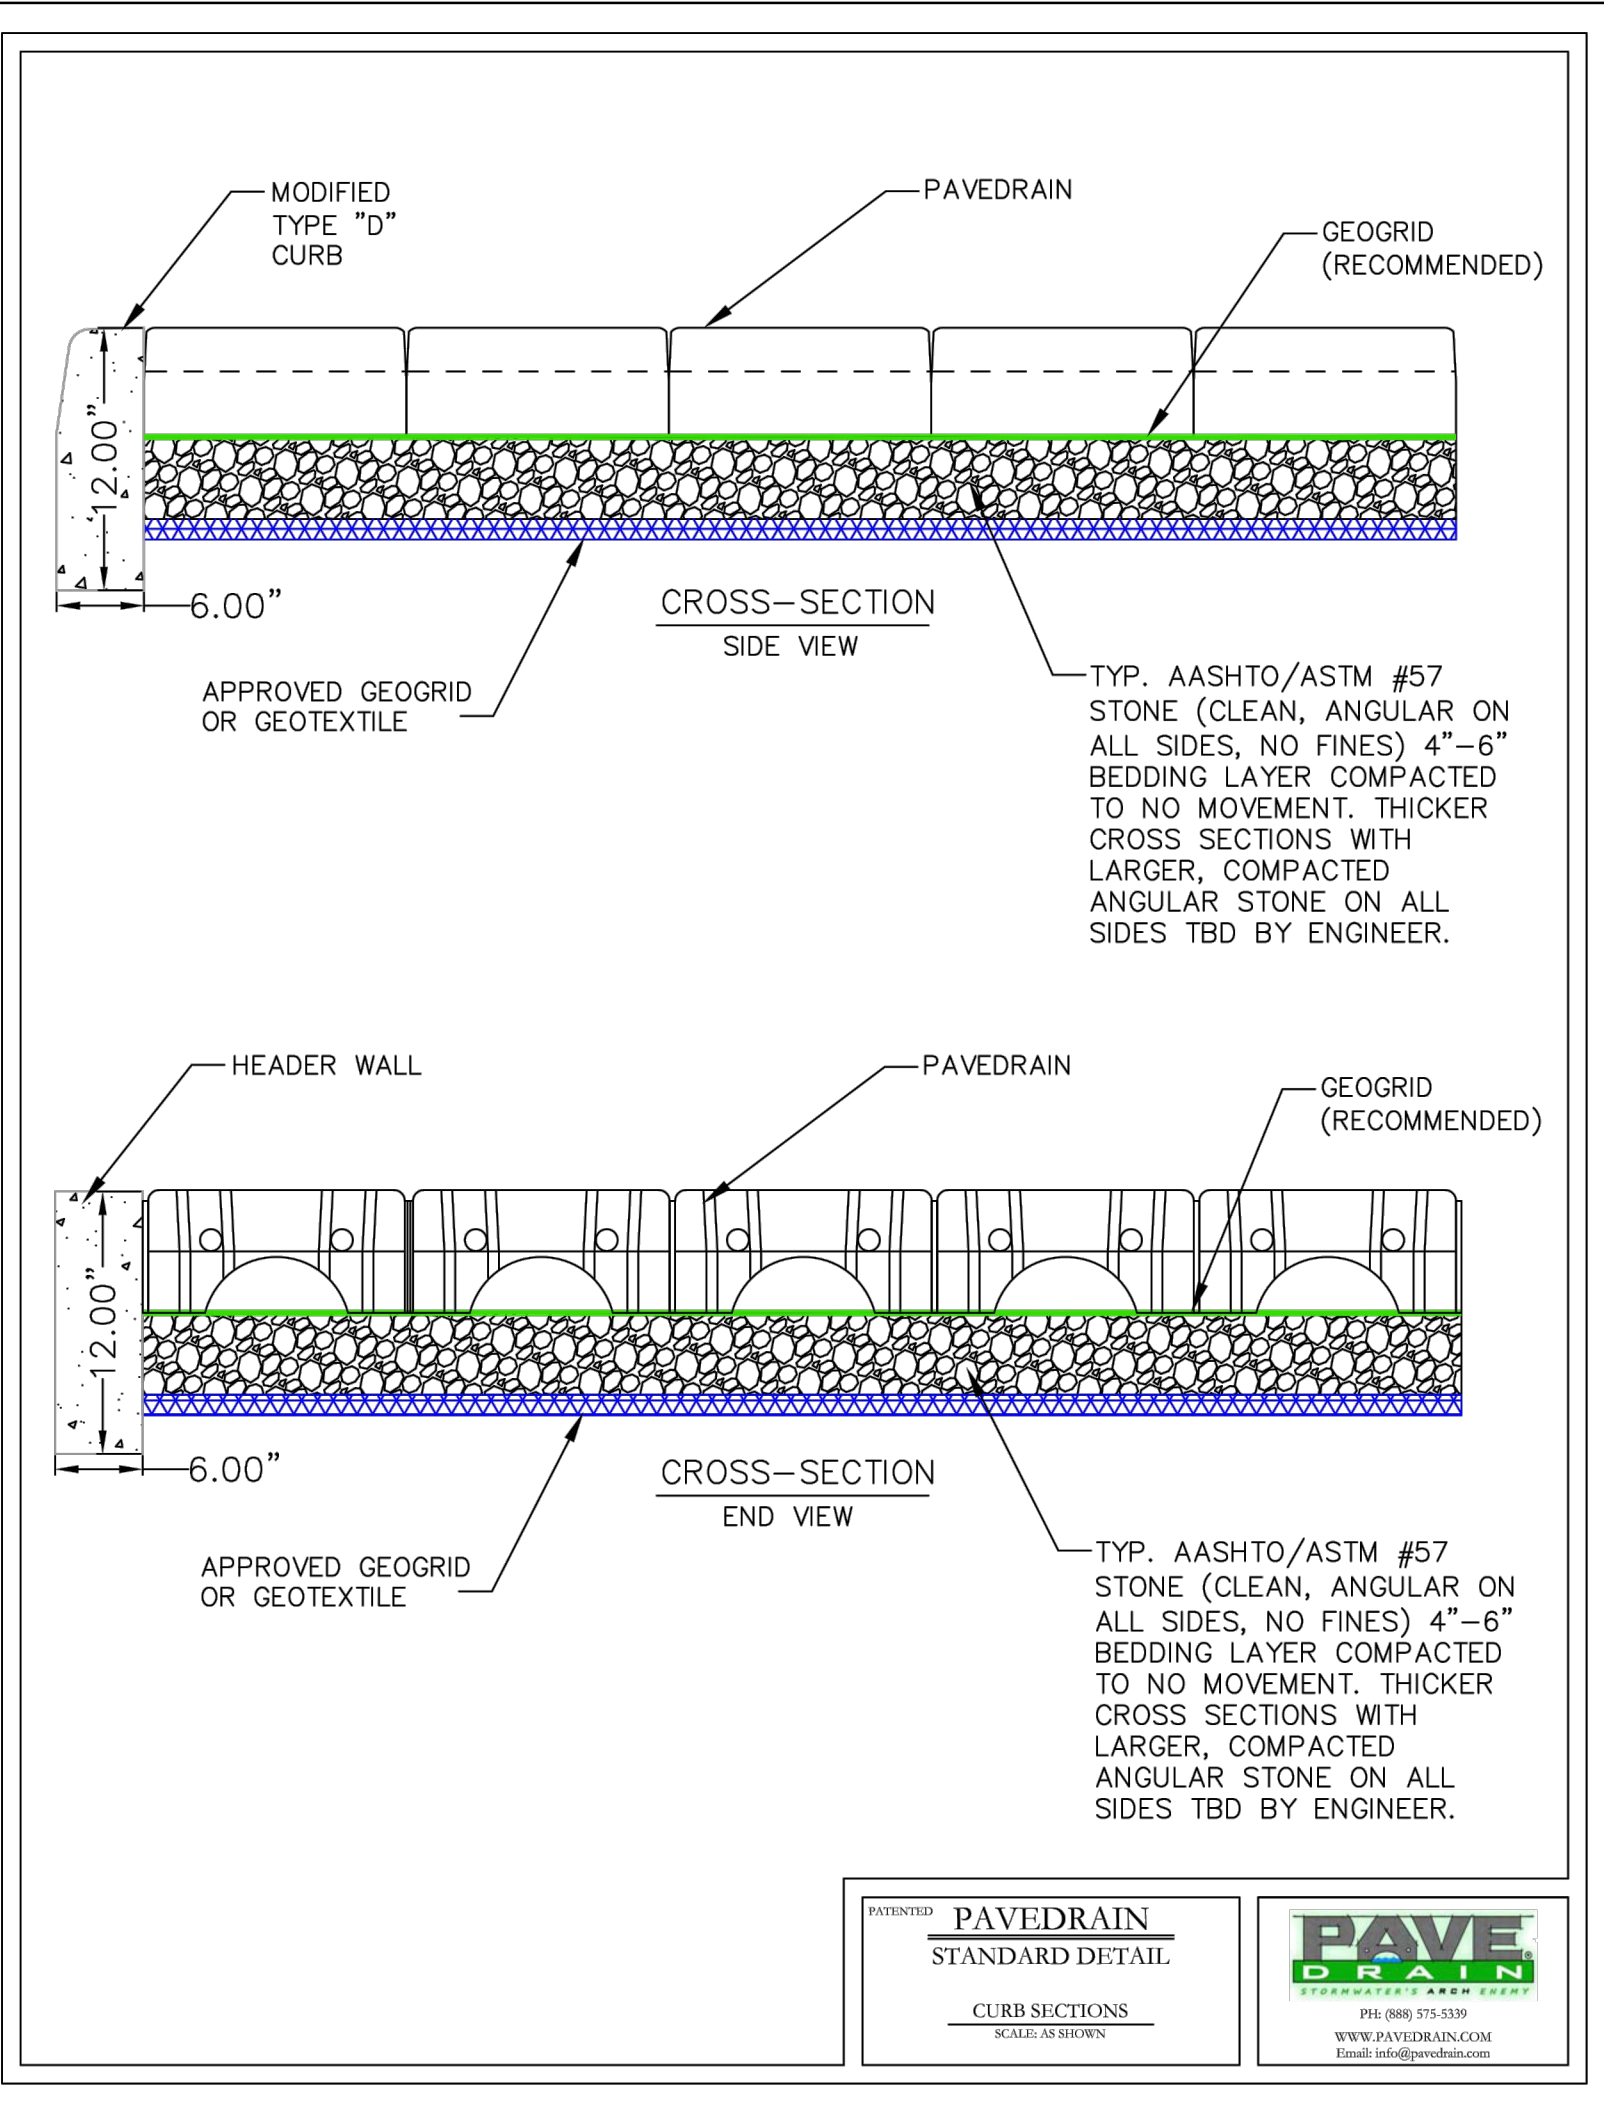 MODIFIED
TYPE "D"
CURB
PAVEDRAIN
GEOGRID
(RECOMMENDED)
12.00"
6.00"
CROSS-SECTION
SIDE VIEW
APPROVED GEOGRID
OR GEOTEXTILE
TYP. AASHTO/ASTM #57
STONE (CLEAN, ANGULAR ON
ALL SIDES, NO FINES) 4"-6"
BEDDING LAYER COMPACTED
TO NO MOVEMENT. THICKER
CROSS SECTIONS WITH
LARGER, COMPACTED
ANGULAR STONE ON ALL
SIDES TBD BY ENGINEER.
HEADER WALL
PAVEDRAIN
GEOGRID
(RECOMMENDED)
12.00"
6.00"
CROSS-SECTION
END VIEW
APPROVED GEOGRID
OR GEOTEXTILE
TYP. AASHTO/ASTM #57
STONE (CLEAN, ANGULAR ON
ALL SIDES, NO FINES) 4"-6"
BEDDING LAYER COMPACTED
TO NO MOVEMENT. THICKER
CROSS SECTIONS WITH
LARGER, COMPACTED
ANGULAR STONE ON ALL
SIDES TBD BY ENGINEER.
PATENTED PAVEDRAIN
STANDARD DETAIL
CURB SECTIONS
SCALE: AS SHOWN
PAVE®
DRAIN
STORMWATER'S ARCH ENEMY
PH: (888) 575-5339
WWW.PAVEDRAIN.COM
Email: info@pavedrain.com